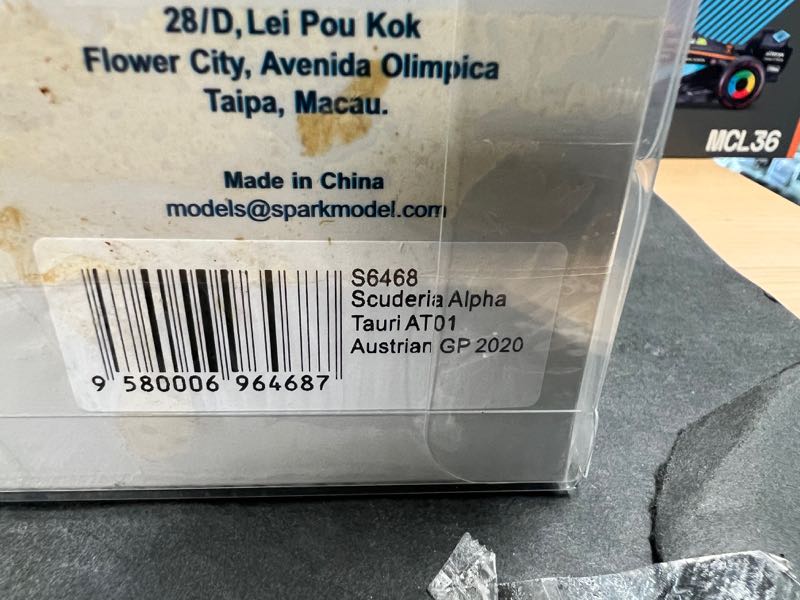 28/D, Lei Pou Kok
Flower City, Avenida Olimpica
Taipa, Macau.
Made in China
models@sparkmodel.com
S6468
Scuderia Alpha
Tauri AT01
Austrian GP 2020
9 580006 964687
MCL36